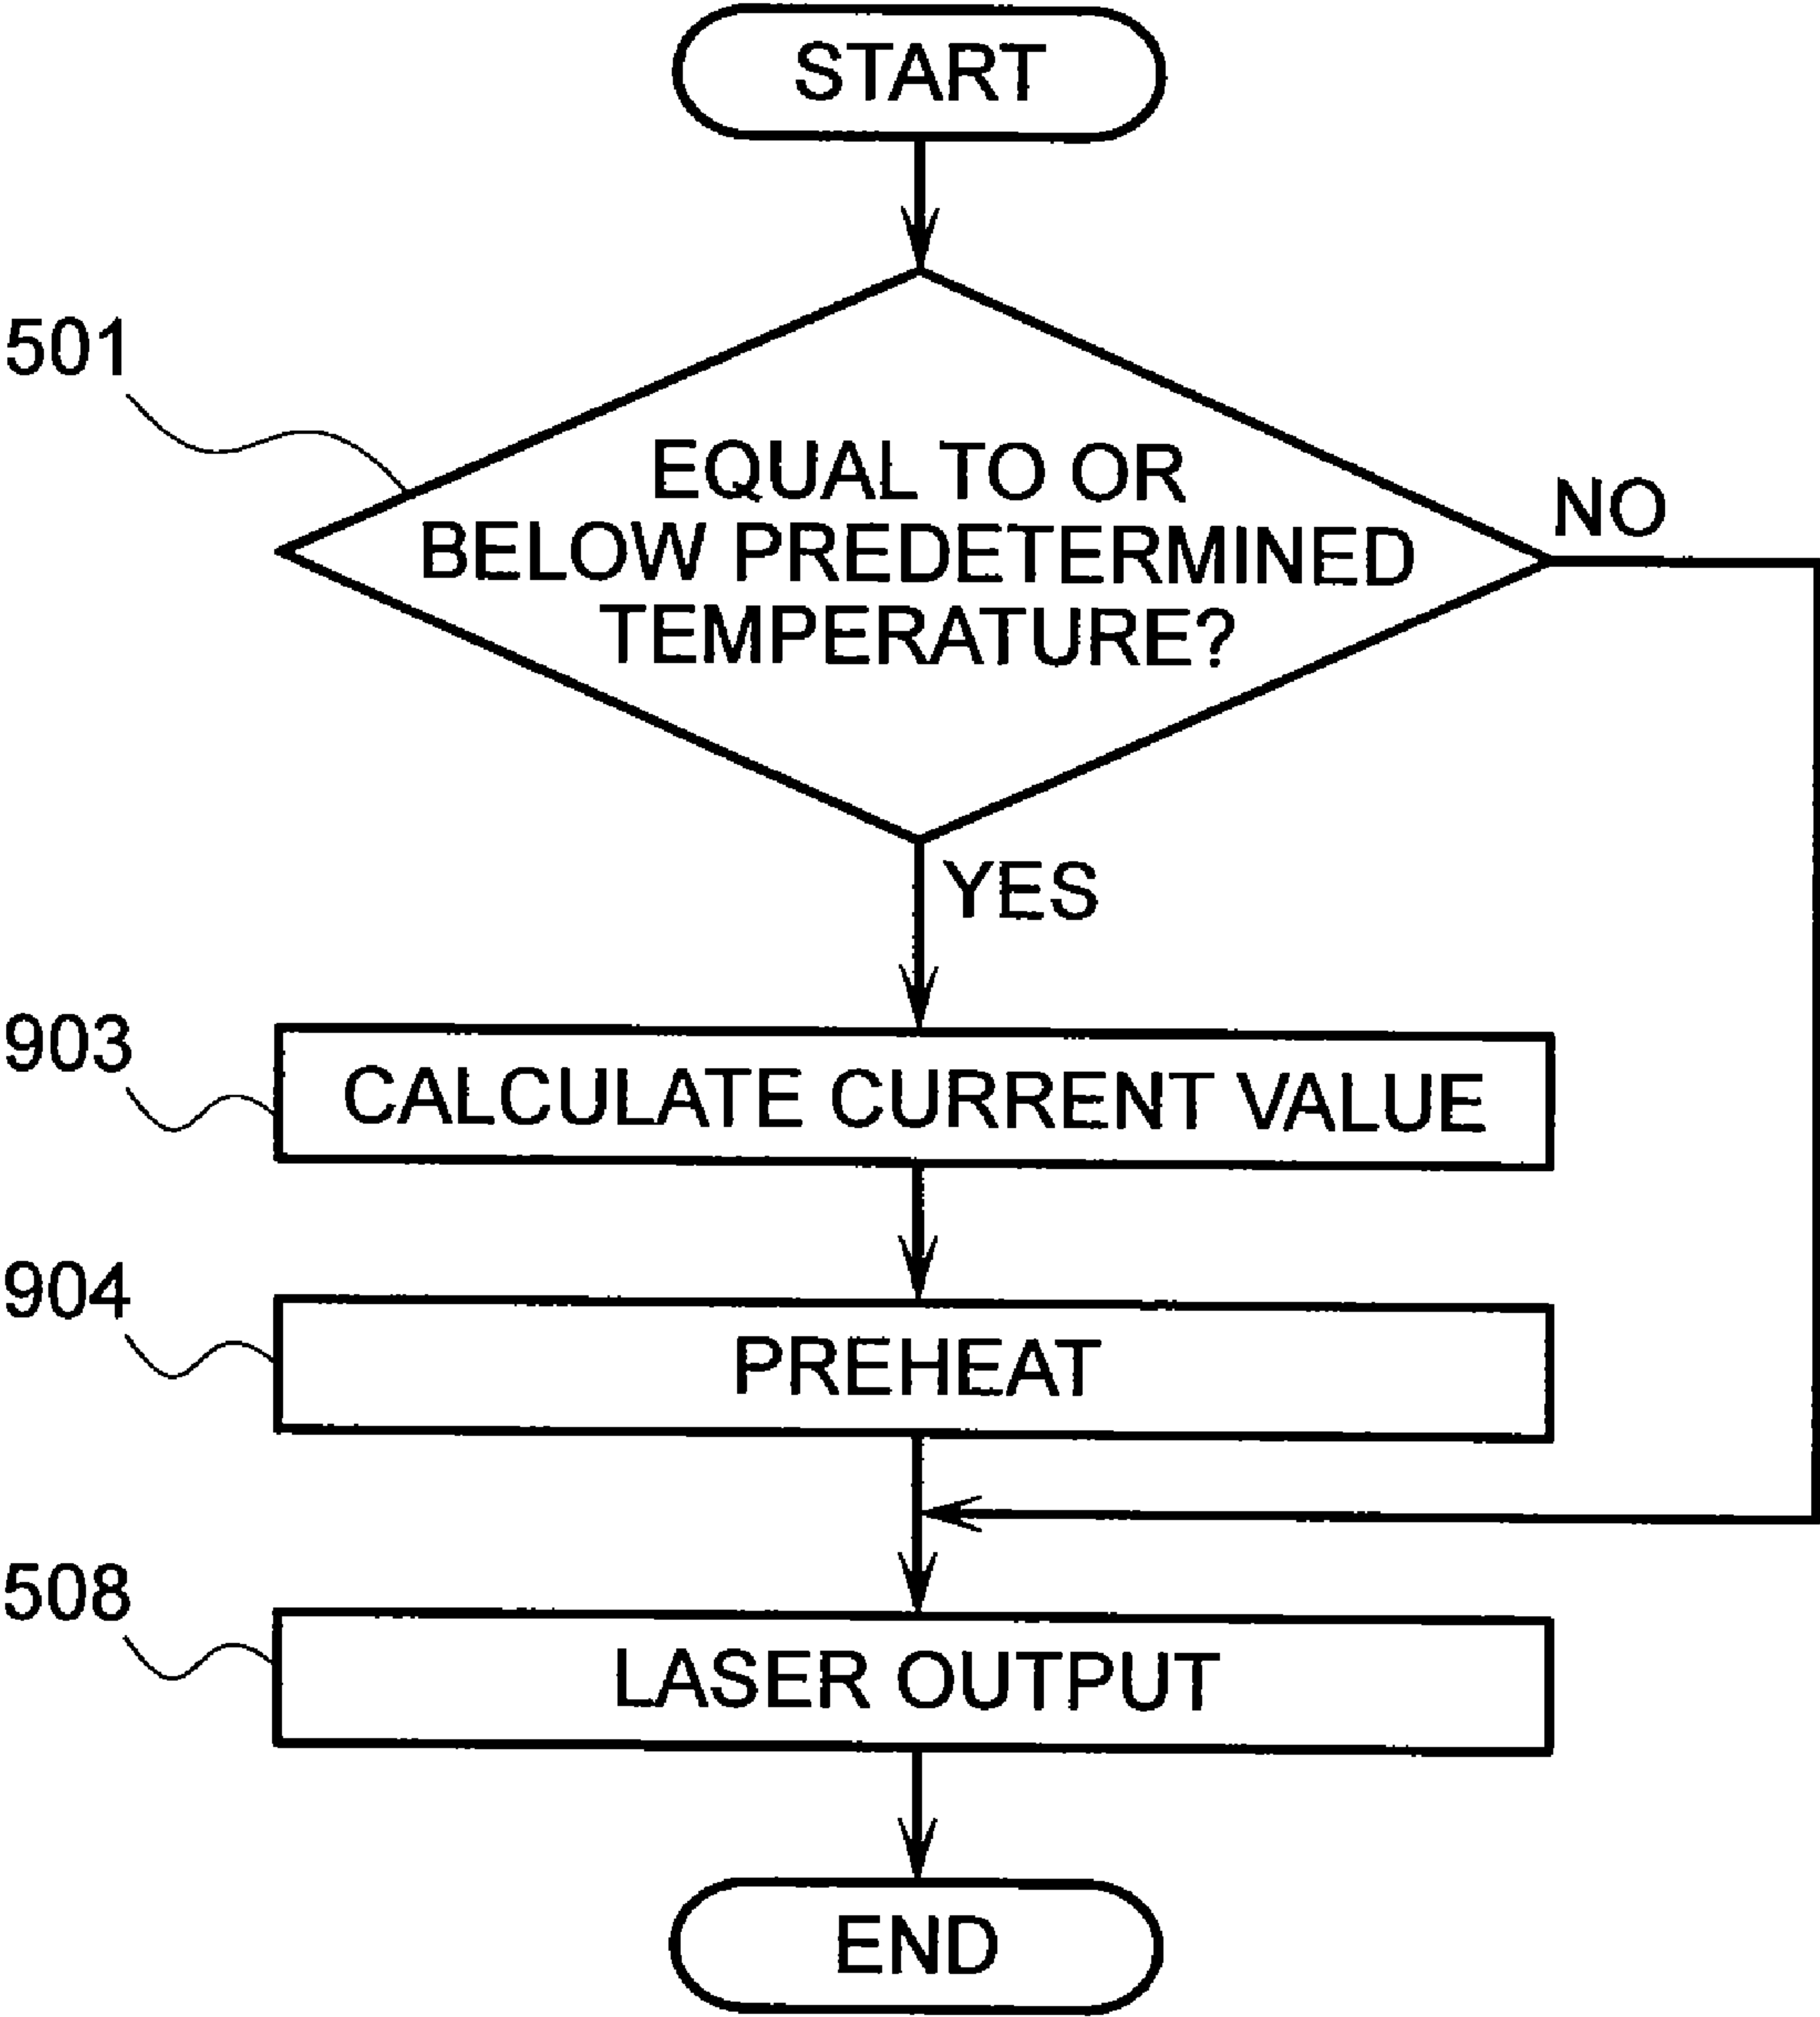 START
501
EQUAL TO OR
BELOW PREDETERMINED
TEMPERATURE?
NO
YES
903
CALCULATE CURRENT VALUE
904
PREHEAT
508
LASER OUTPUT
END